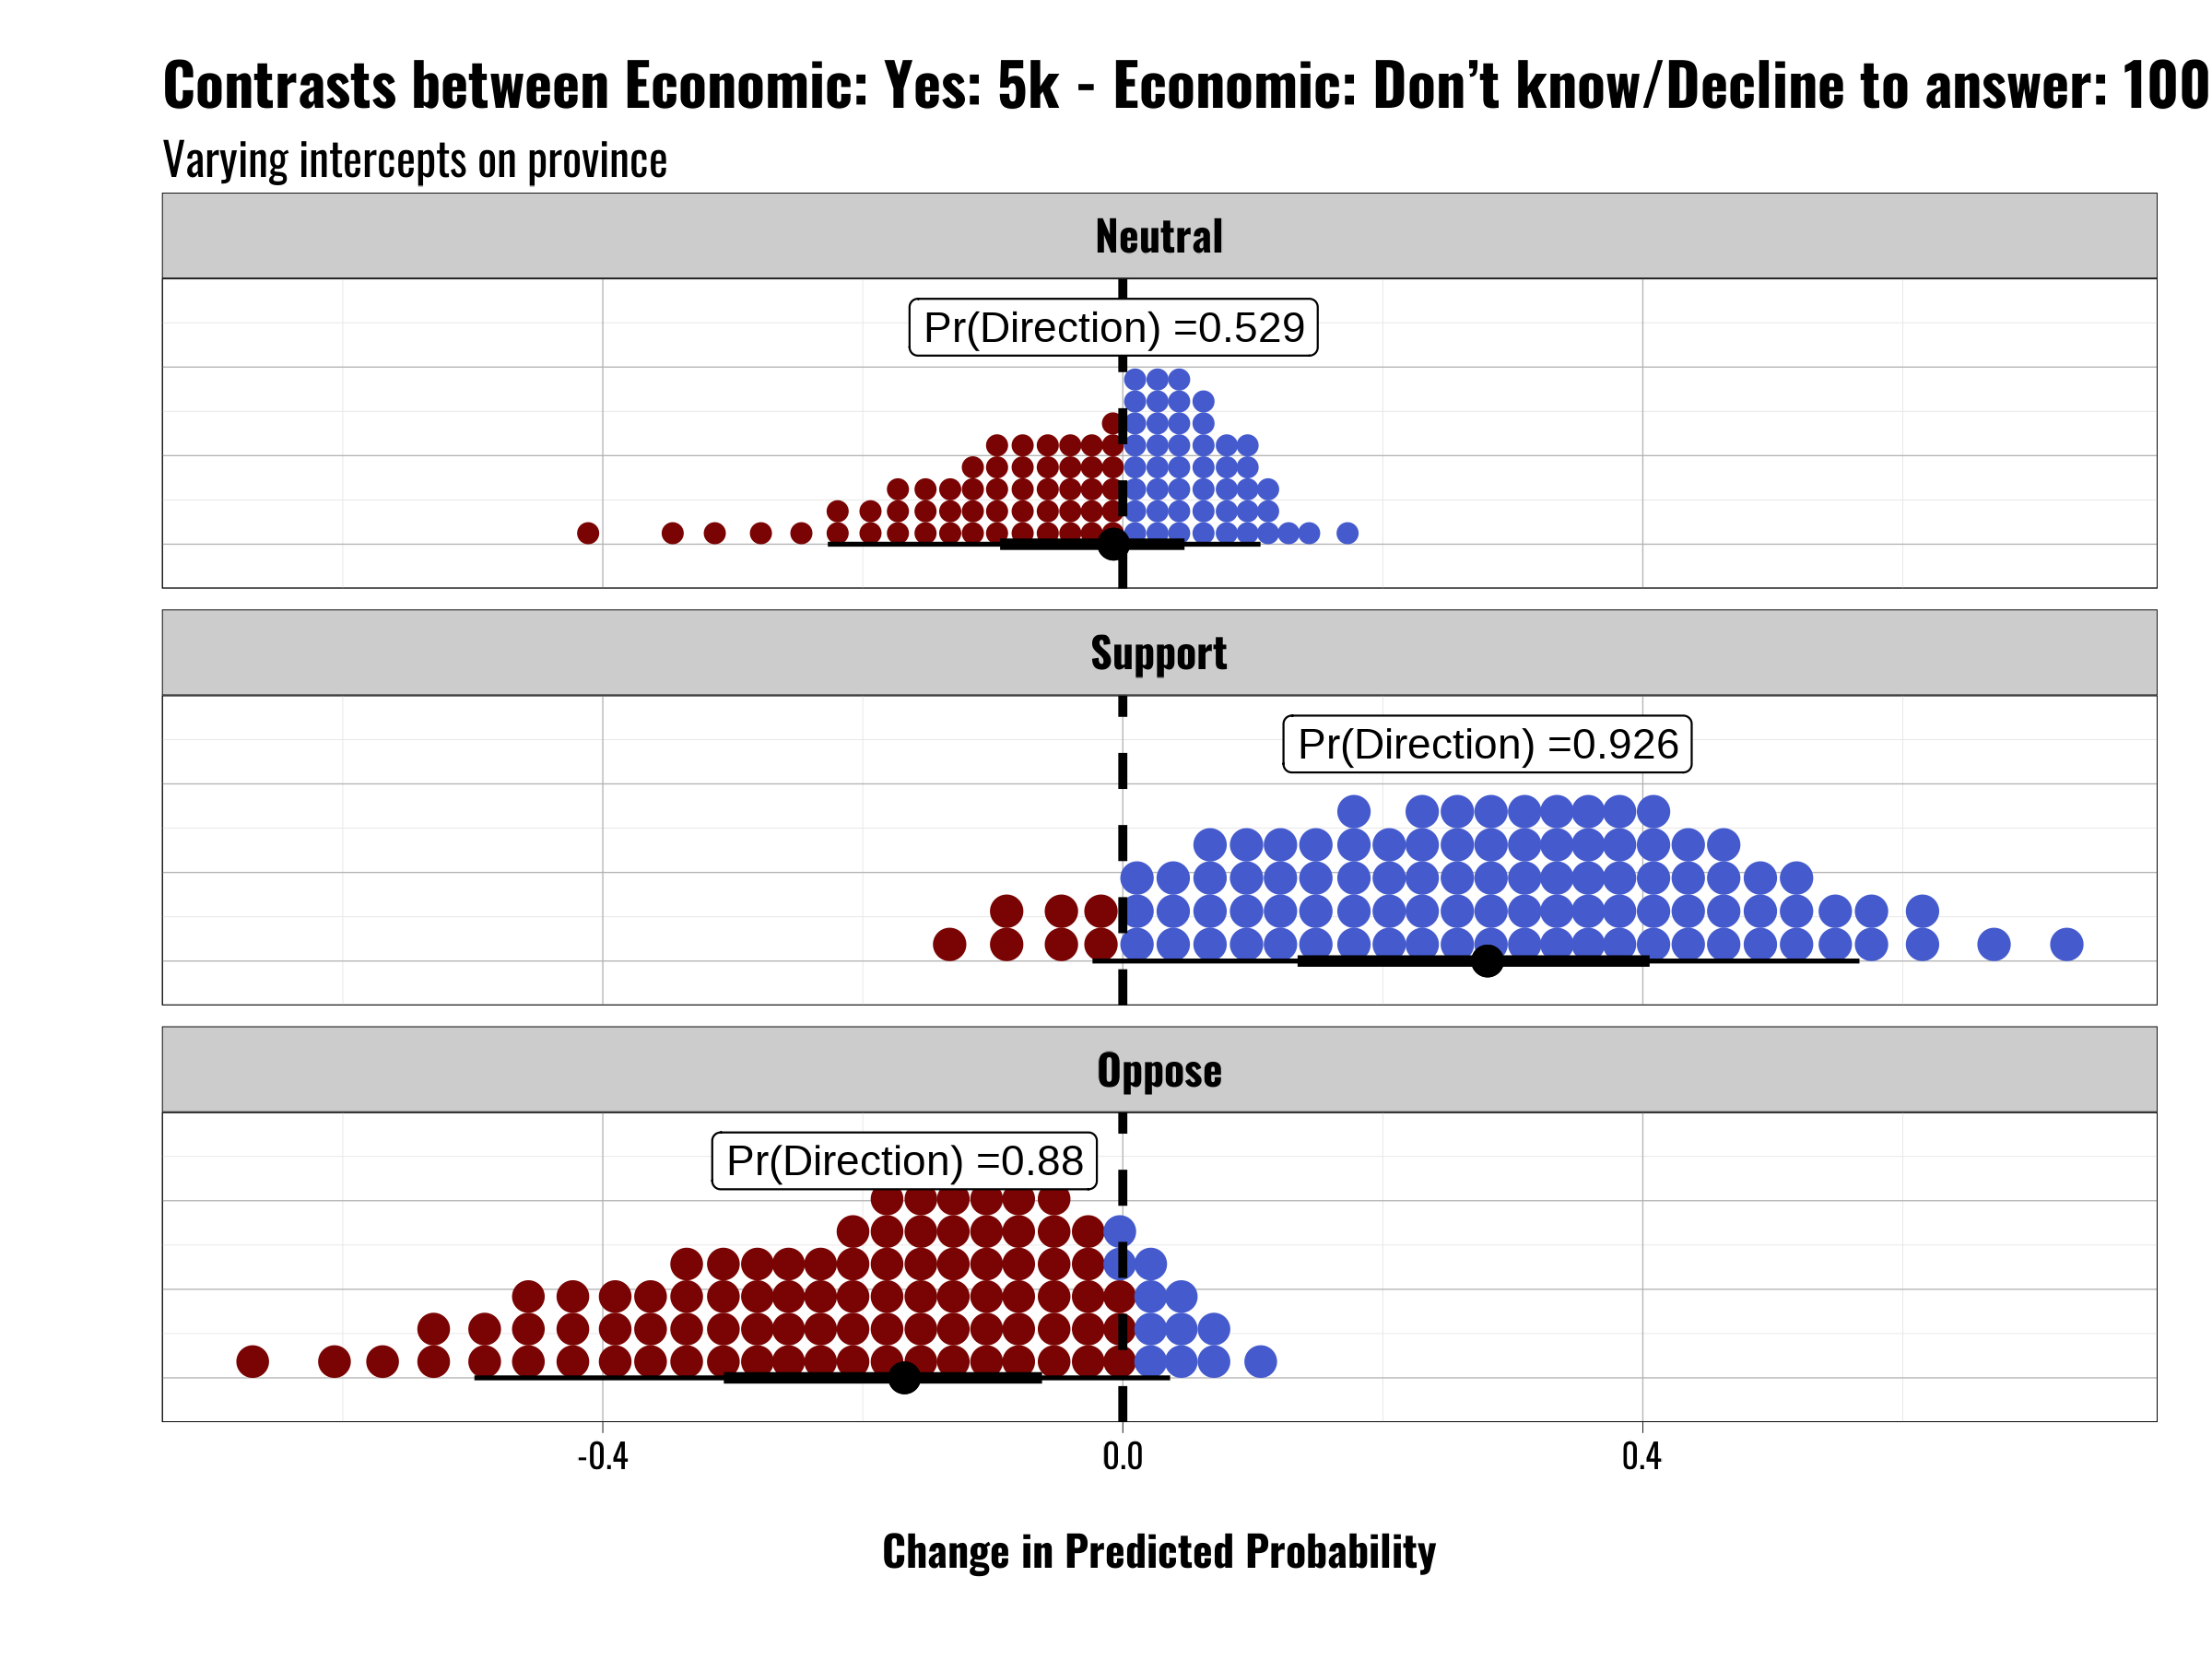 Contrasts between Economic: Yes: 5k - Economic: Don’t know/Decline to answer: 100
Varying intercepts on province
Neutral
Pr(Direction) =0.529
Support
Pr(Direction) =0.926
Oppose
Pr(Direction) =0.88
-0.4 0.0 0.4
Change in Predicted Probability